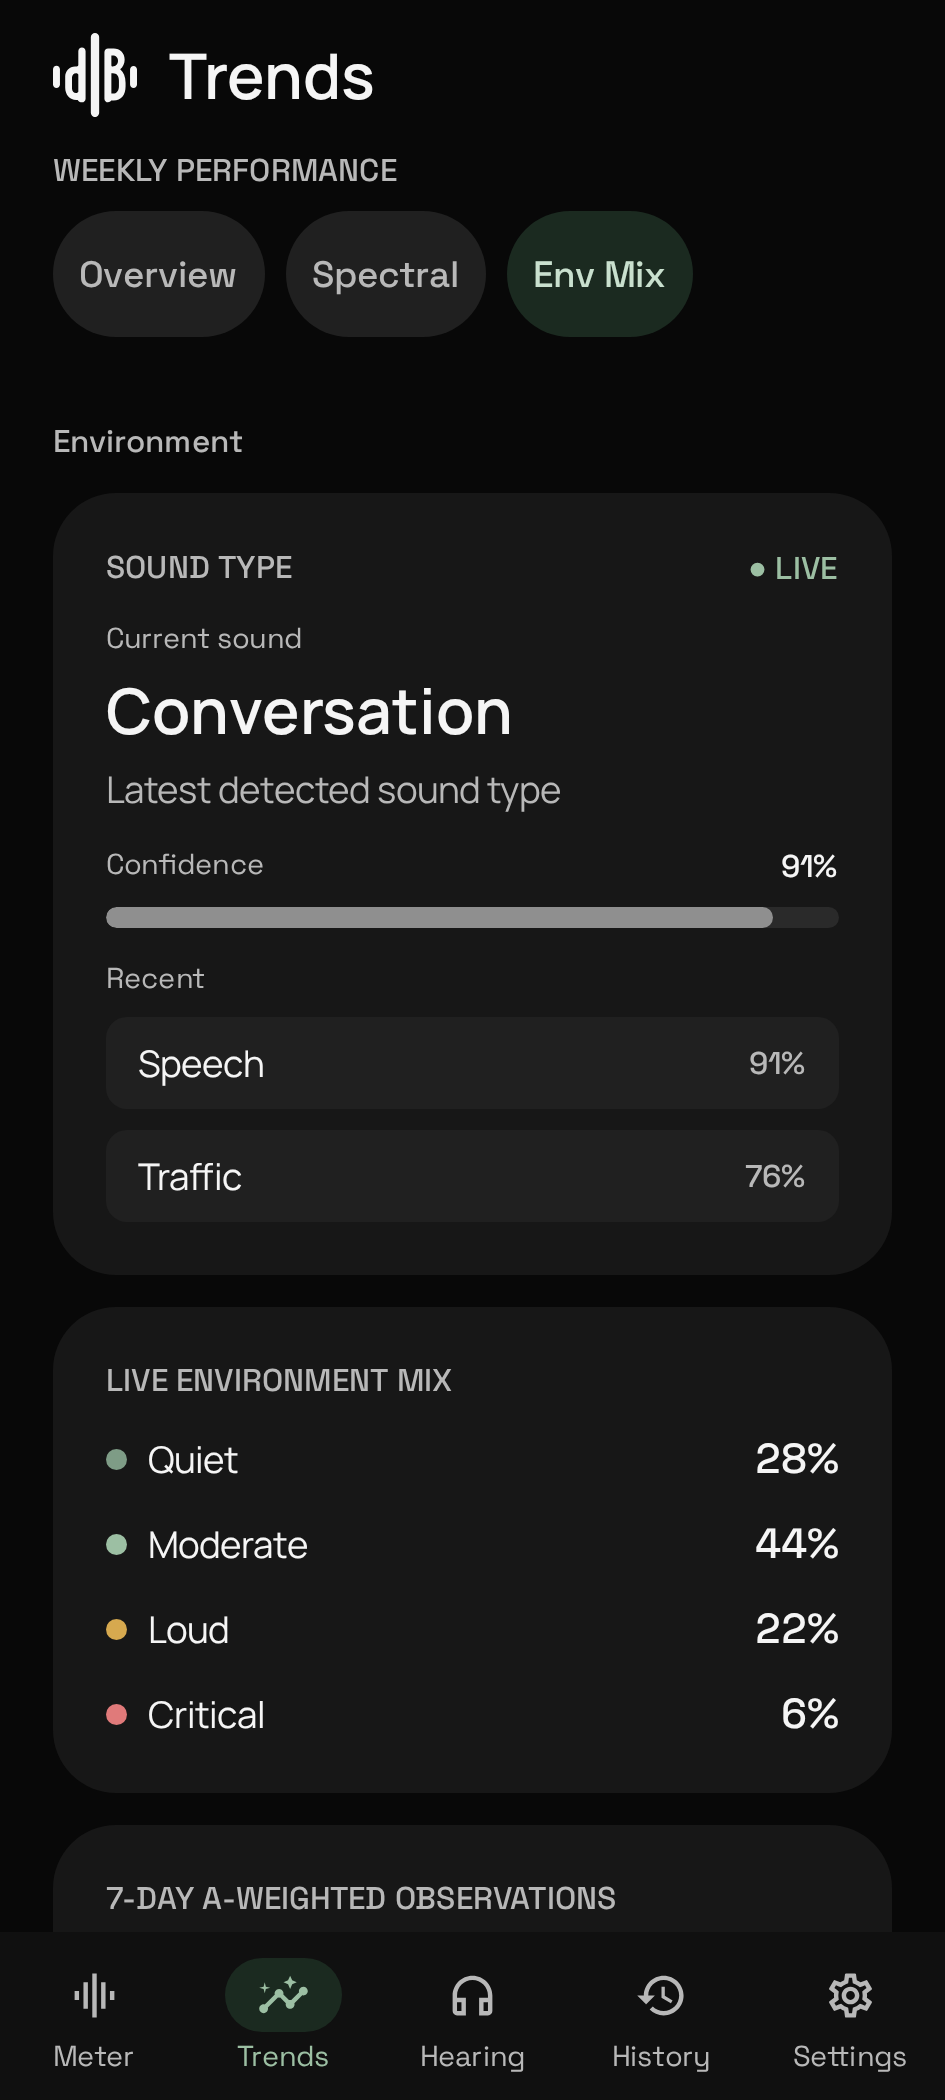 dB Trends
WEEKLY PERFORMANCE
Overview Spectral Env Mix
Environment
SOUND TYPE LIVE
Current sound
Conversation
Latest detected sound type
Confidence 91%
Recent
Speech 91%
Traffic 76%
LIVE ENVIRONMENT MIX
Quiet 28%
Moderate 44%
Loud 22%
Critical 6%
7-DAY A-WEIGHTED OBSERVATIONS
Meter Trends Hearing History Settings